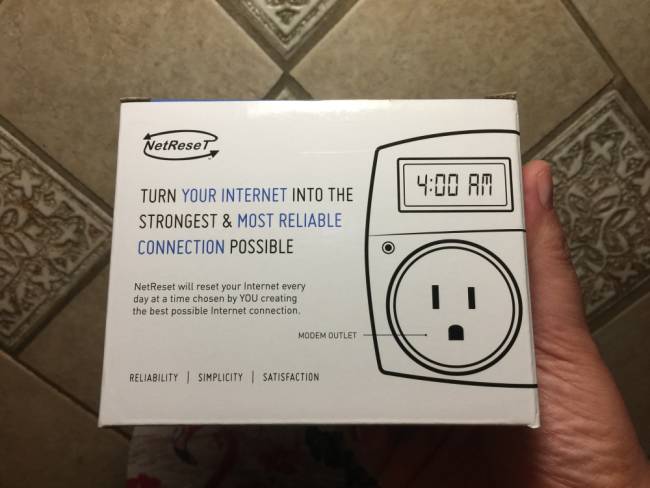 NetReseT
TURN YOUR INTERNET INTO THE
STRONGEST & MOST RELIABLE
CONNECTION POSSIBLE
NetReset will reset your Internet every
day at a time chosen by YOU creating
the best possible Internet connection.
4:00 AM
MODEM OUTLET
RELIABILITY | SIMPLICITY | SATISFACTION